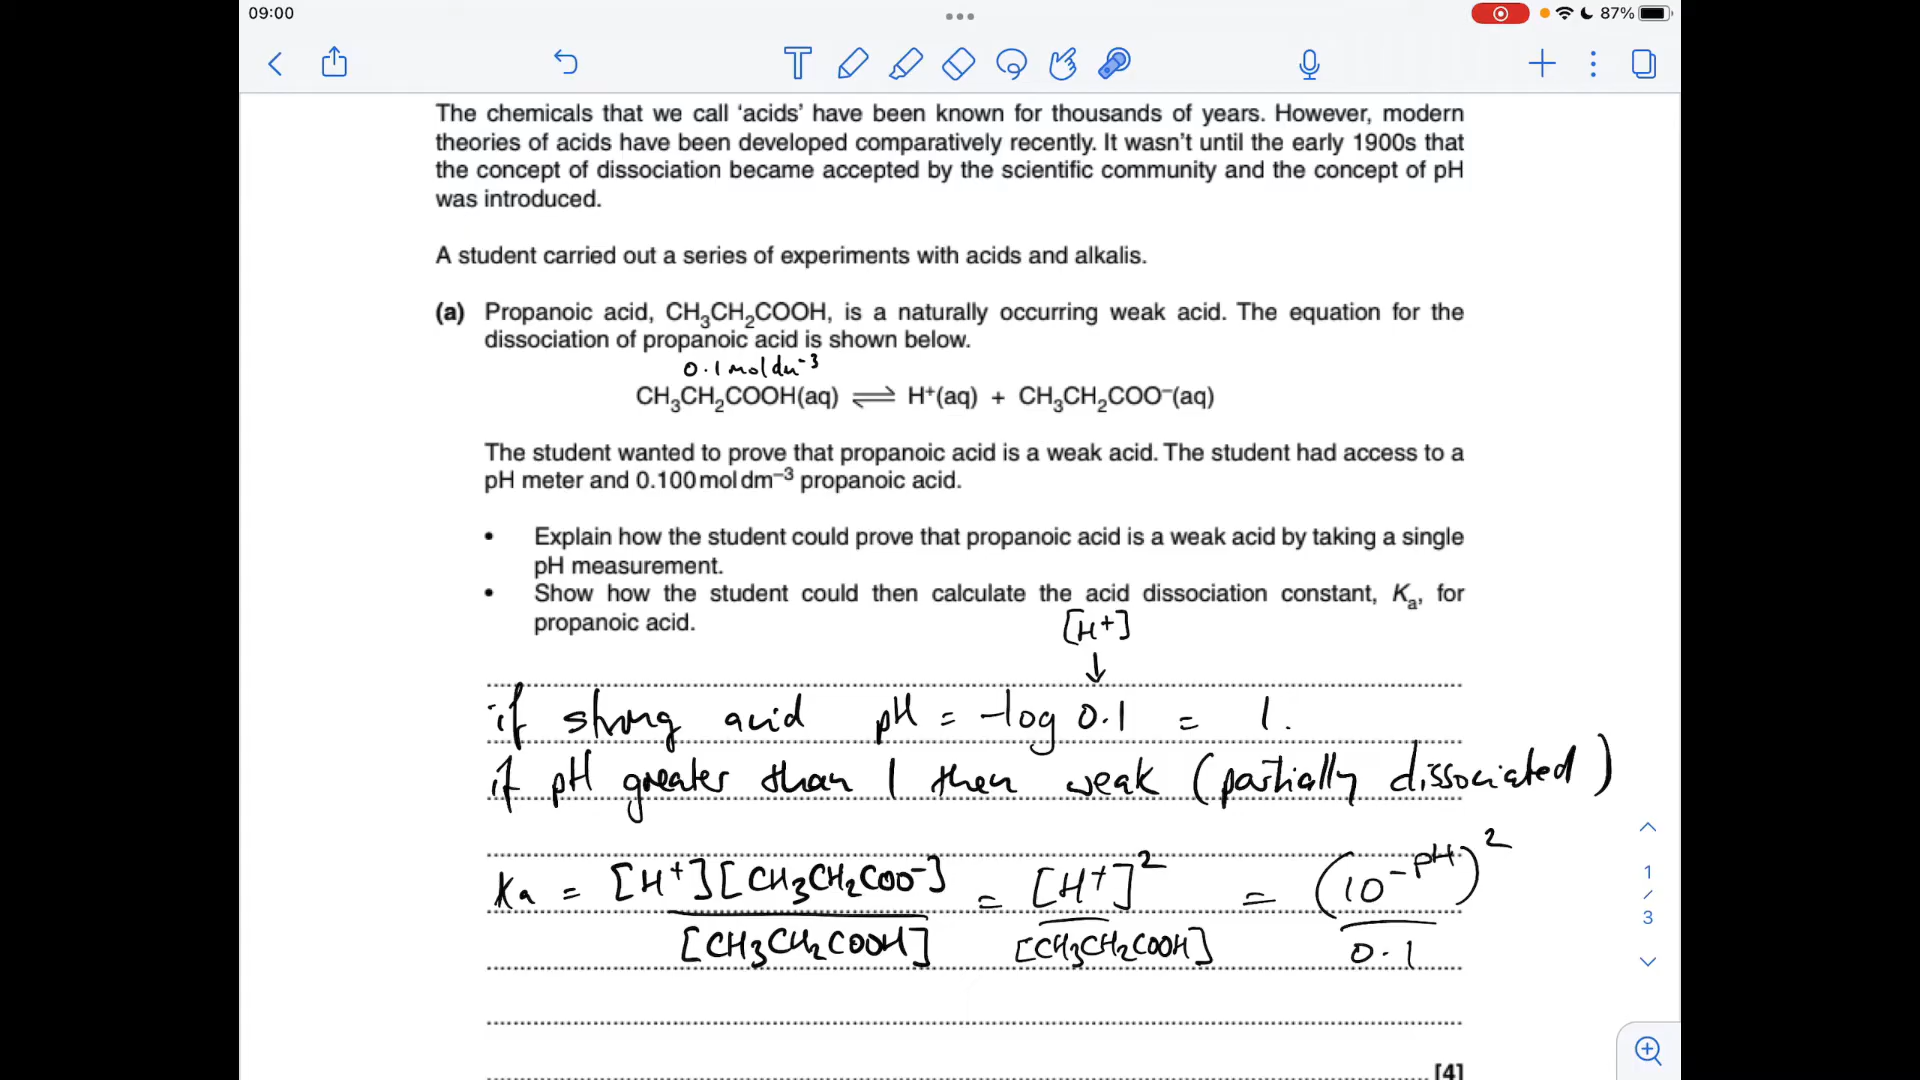 09:00
87%
The chemicals that we call ‘acids’ have been known for thousands of years. However, modern
theories of acids have been developed comparatively recently. It wasn’t until the early 1900s that
the concept of dissociation became accepted by the scientific community and the concept of pH
was introduced.
A student carried out a series of experiments with acids and alkalis.
(a) Propanoic acid, CH₃CH₂COOH, is a naturally occurring weak acid. The equation for the
dissociation of propanoic acid is shown below.
0.1 mol dm⁻³
CH₃CH₂COOH(aq) ⇌ H⁺(aq) + CH₃CH₂COO⁻(aq)
The student wanted to prove that propanoic acid is a weak acid. The student had access to a
pH meter and 0.100 mol dm⁻³ propanoic acid.
• Explain how the student could prove that propanoic acid is a weak acid by taking a single
pH measurement.
• Show how the student could then calculate the acid dissociation constant, Kₐ, for
propanoic acid.
[H⁺]
↓
if strong acid pH = -log 0.1 = 1.
if pH greater than 1 then weak (partially dissociated)
Ka = [H⁺][CH₃CH₂COO⁻] / [CH₃CH₂COOH] = [H⁺]² / [CH₃CH₂COOH] = (10^-pH)² / 0.1
1
/
3
[4]